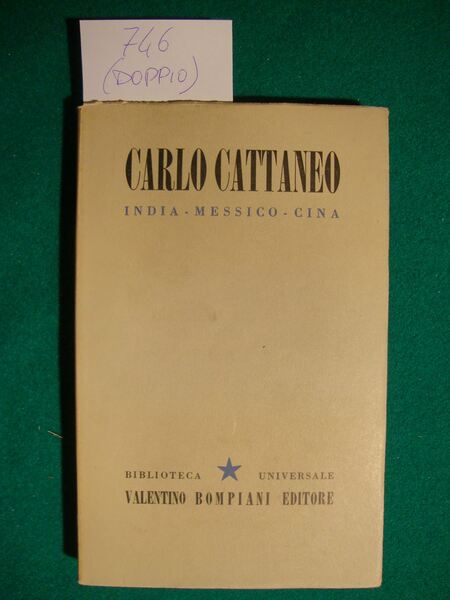 746
(DOPPIO)
CARLO CATTANEO
INDIA - MESSICO - CINA
BIBLIOTECA UNIVERSALE
VALENTINO BOMPIANI EDITORE